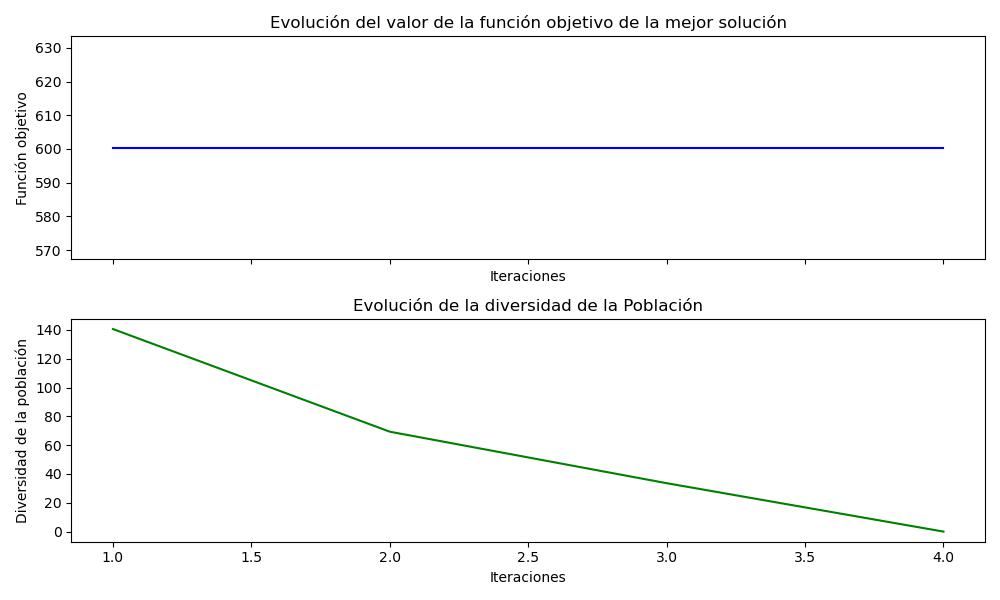 Evolución del valor de la función objetivo de la mejor solución
630
620
610
600
590
580
570
Función objetivo
Iteraciones
Evolución de la diversidad de la Población
140
120
100
80
60
40
20
0
Diversidad de la población
1.0 1.5 2.0 2.5 3.0 3.5 4.0
Iteraciones